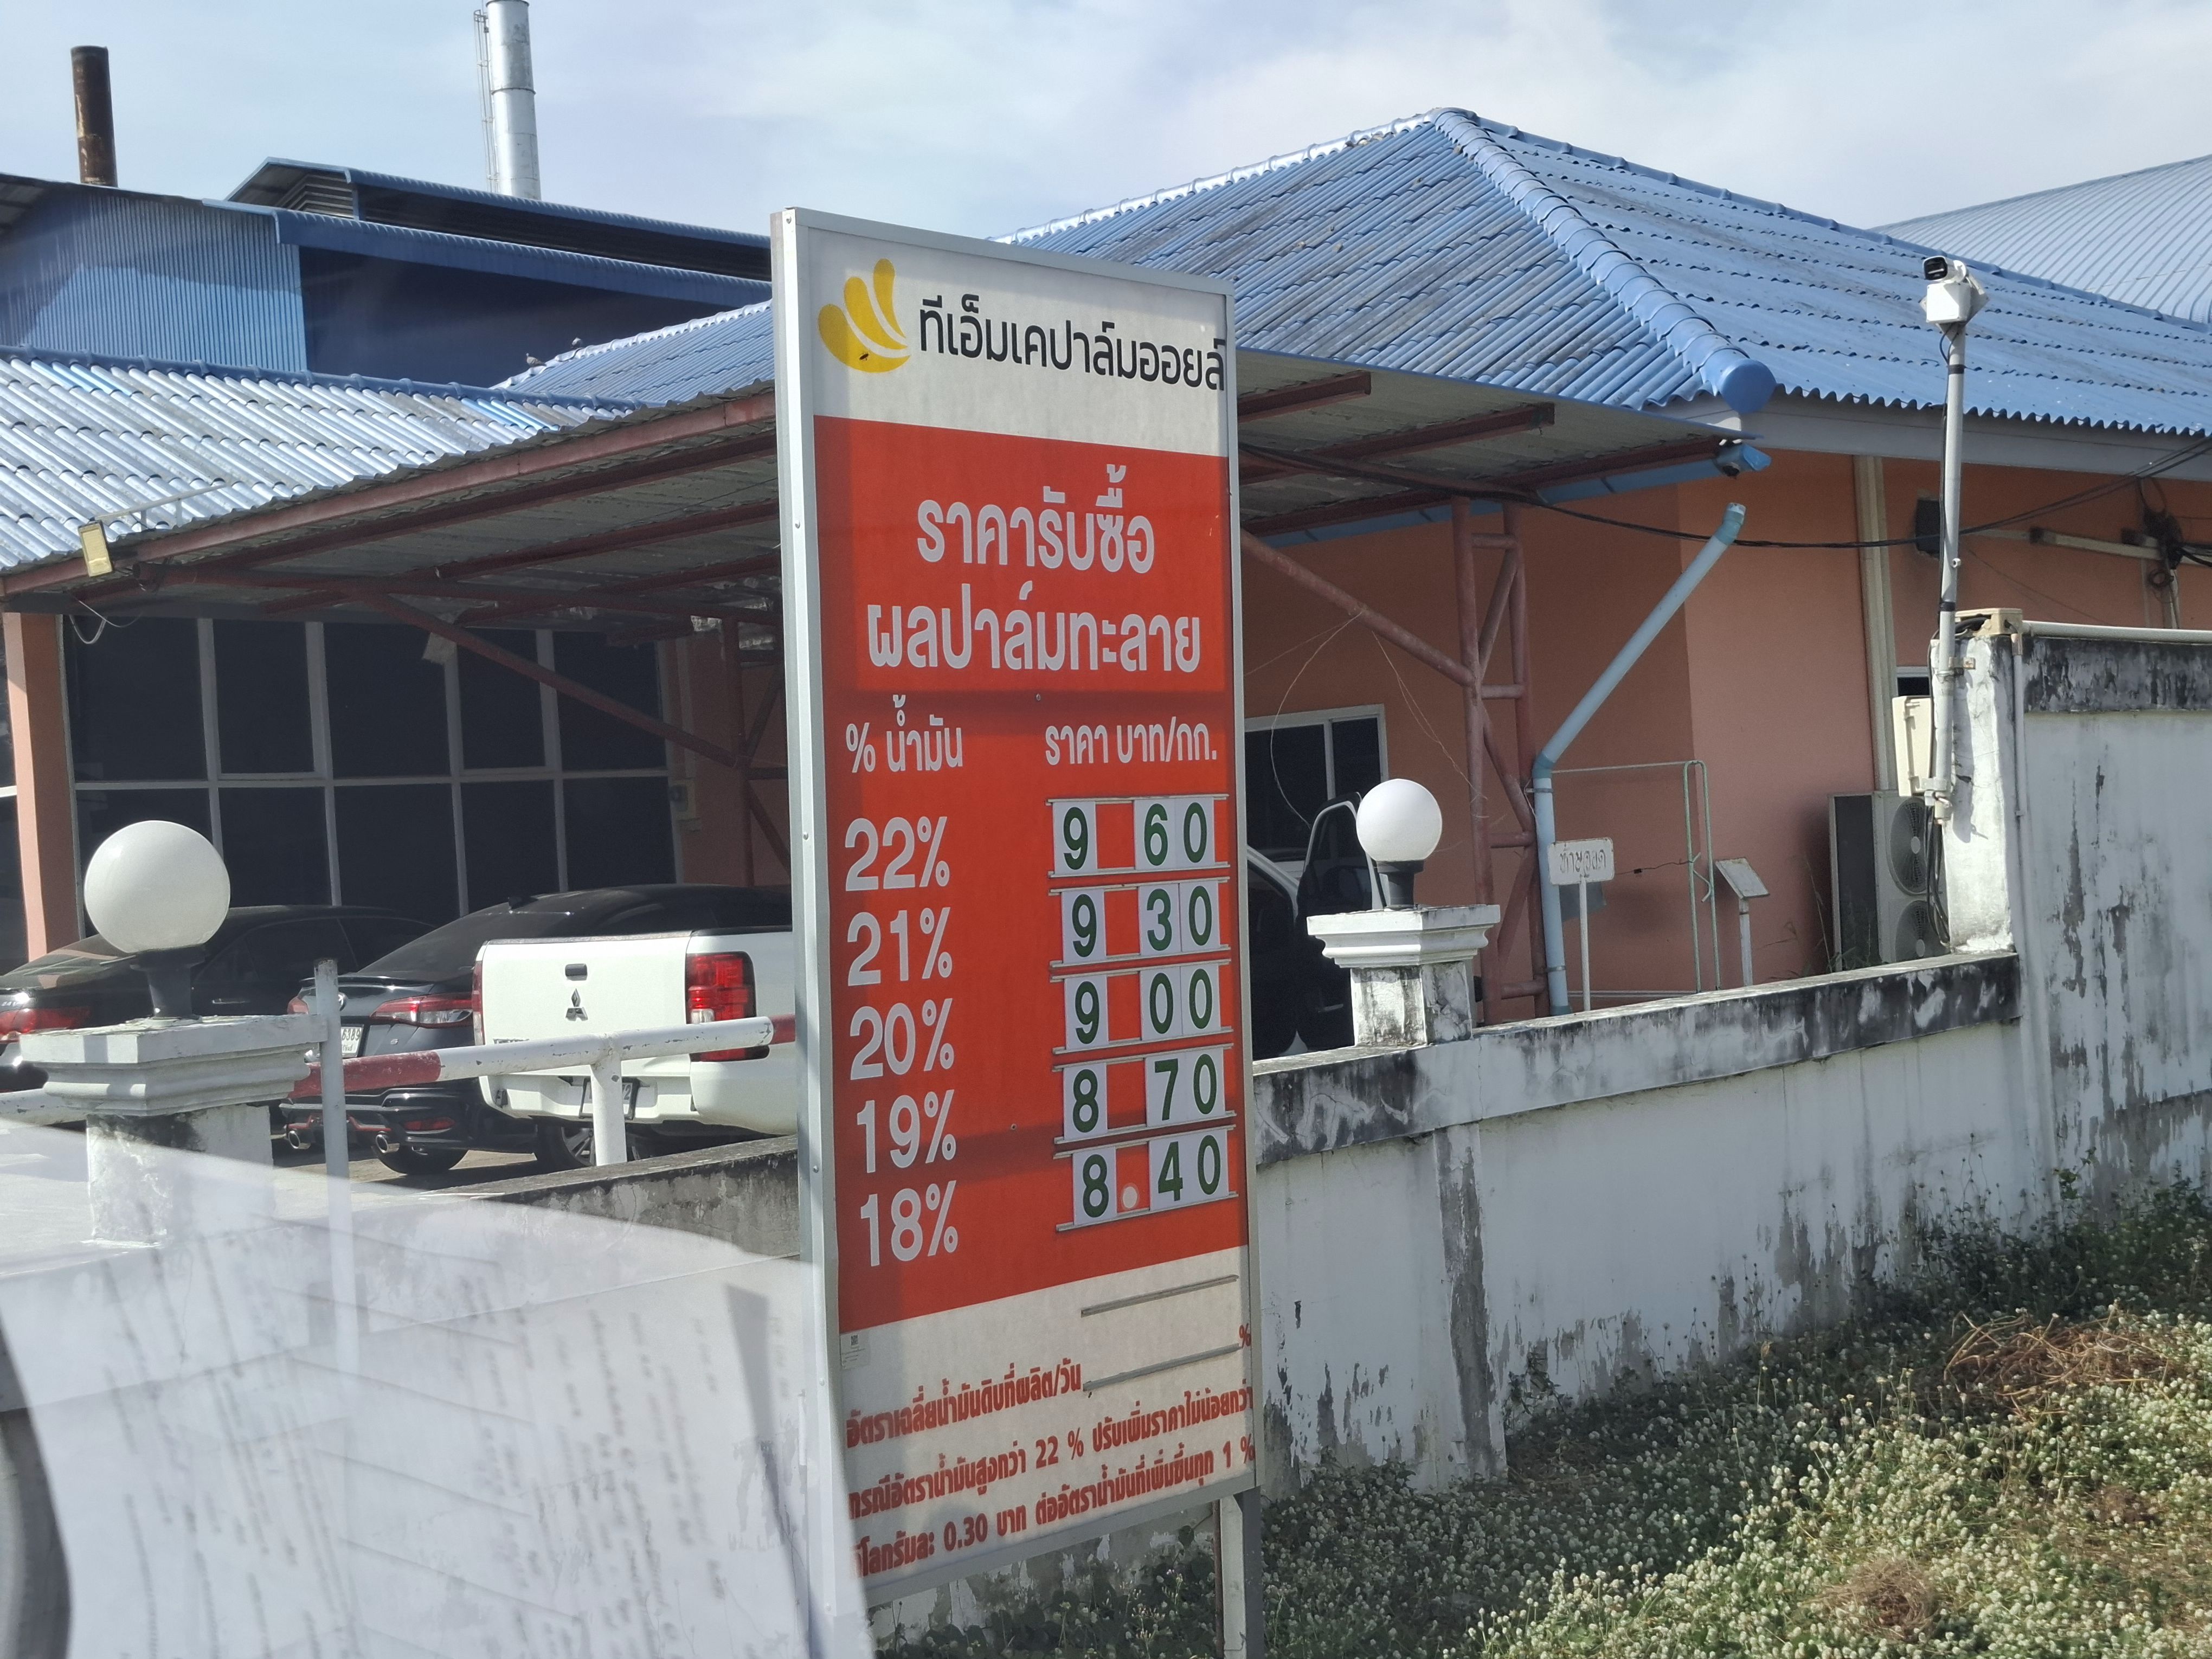 ทีเอ็มเคปาล์มออยล์
ราคารับซื้อ
ผลปาล์มทะลาย
% น้ำมัน ราคา บาท/กก.
22% 9 60
21% 9 30
20% 9 00
19% 8 70
18% 8.40
อัตราเฉลี่ยน้ำมันดิบที่ผลิต/วัน %
กรณีอัตราน้ำมันสูงกว่า 22 % ปรับเพิ่มราคาไม่น้อยกว่า
กิโลกรัมละ 0.30 บาท ต่ออัตราน้ำมันที่เพิ่มขึ้นทุก 1 %